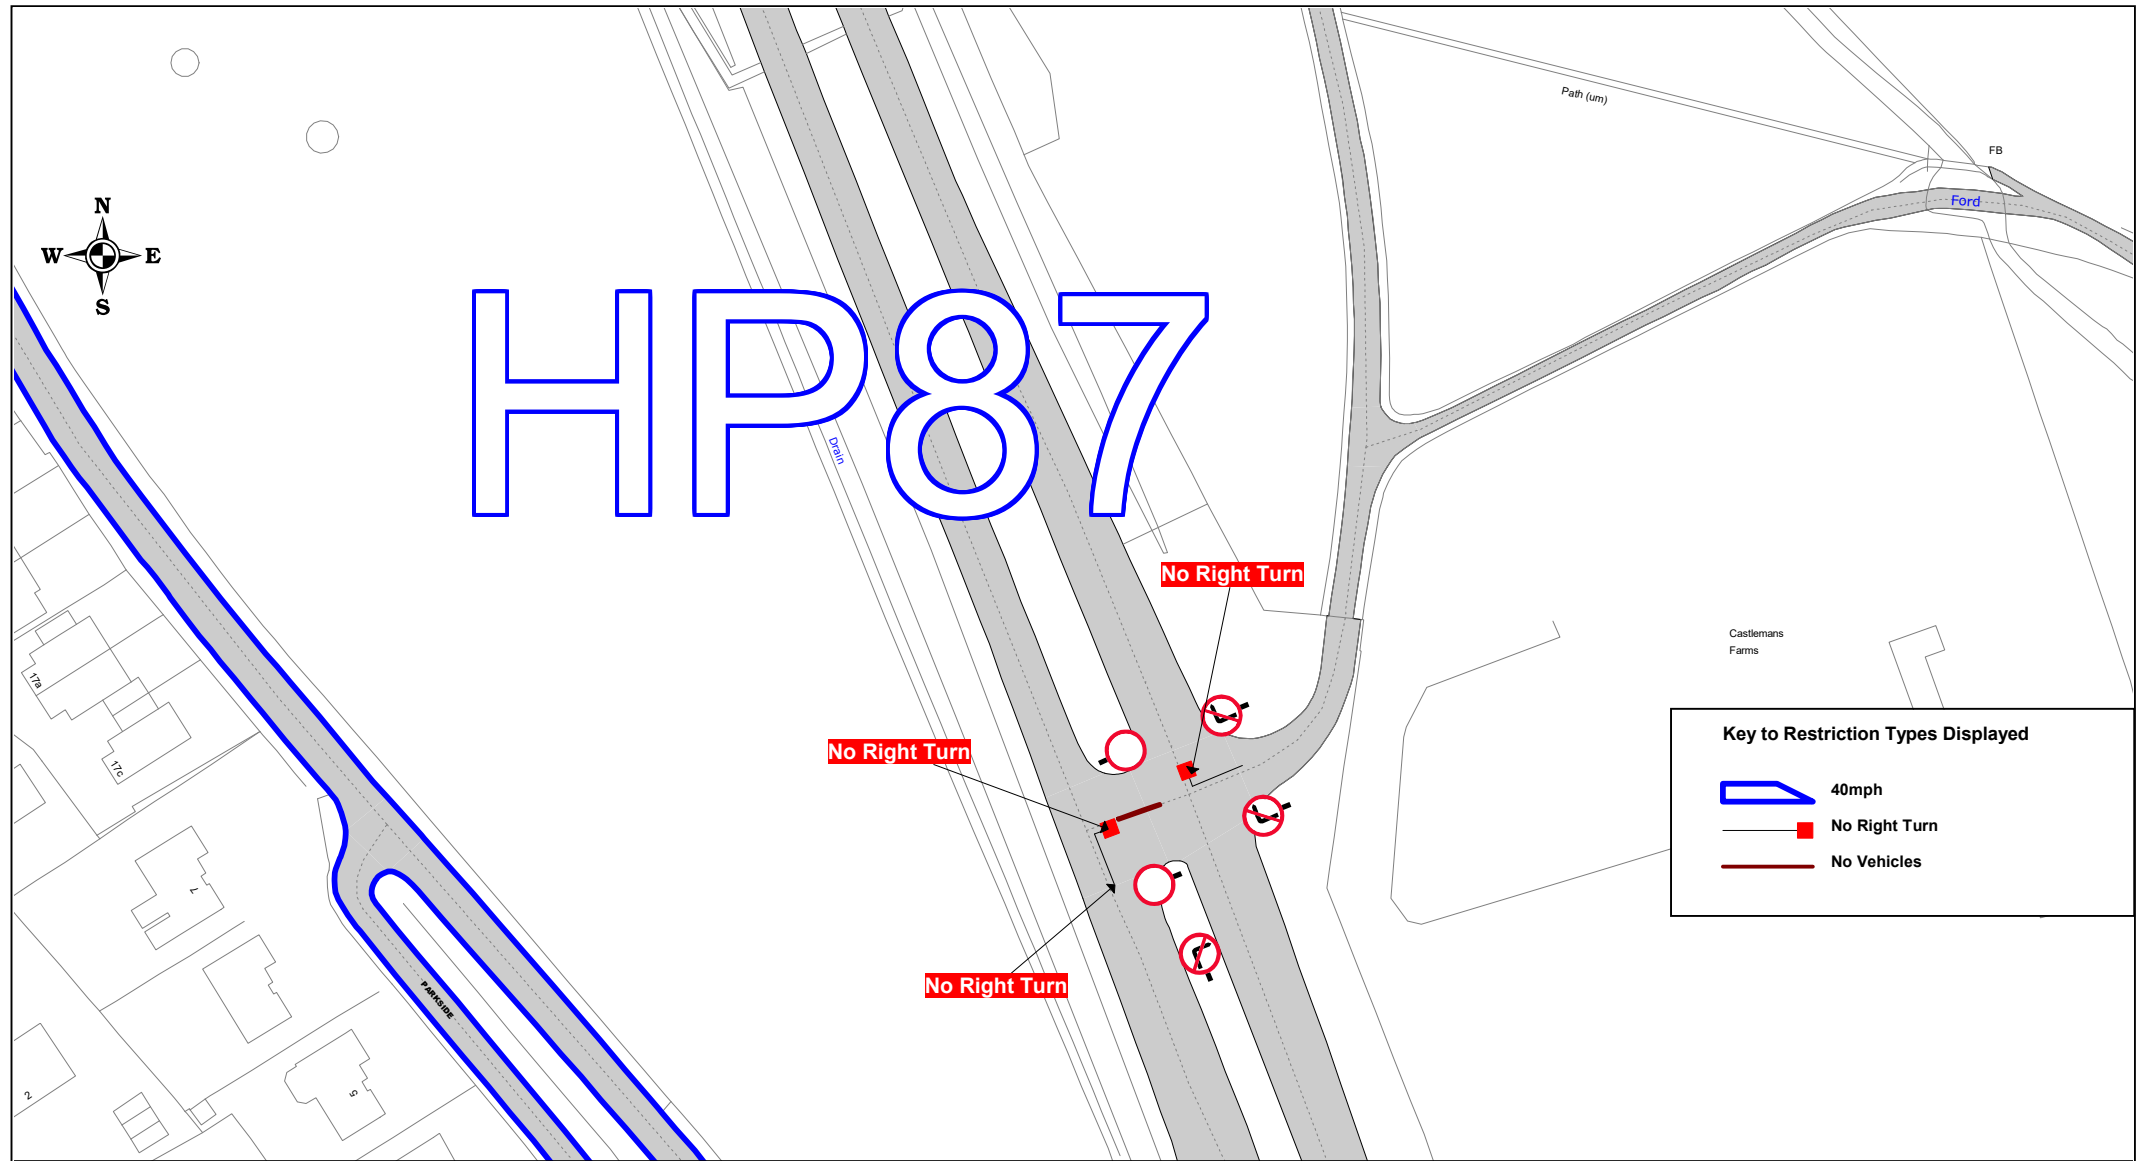 Path (um)
FB
Ford
N
W E
S
HP87
Drain
No Right Turn
Castlemans
Farms
17a
17c
No Right Turn
Key to Restriction Types Displayed
40mph
No Right Turn
No Vehicles
7
No Right Turn
PARKSIDE
2
5